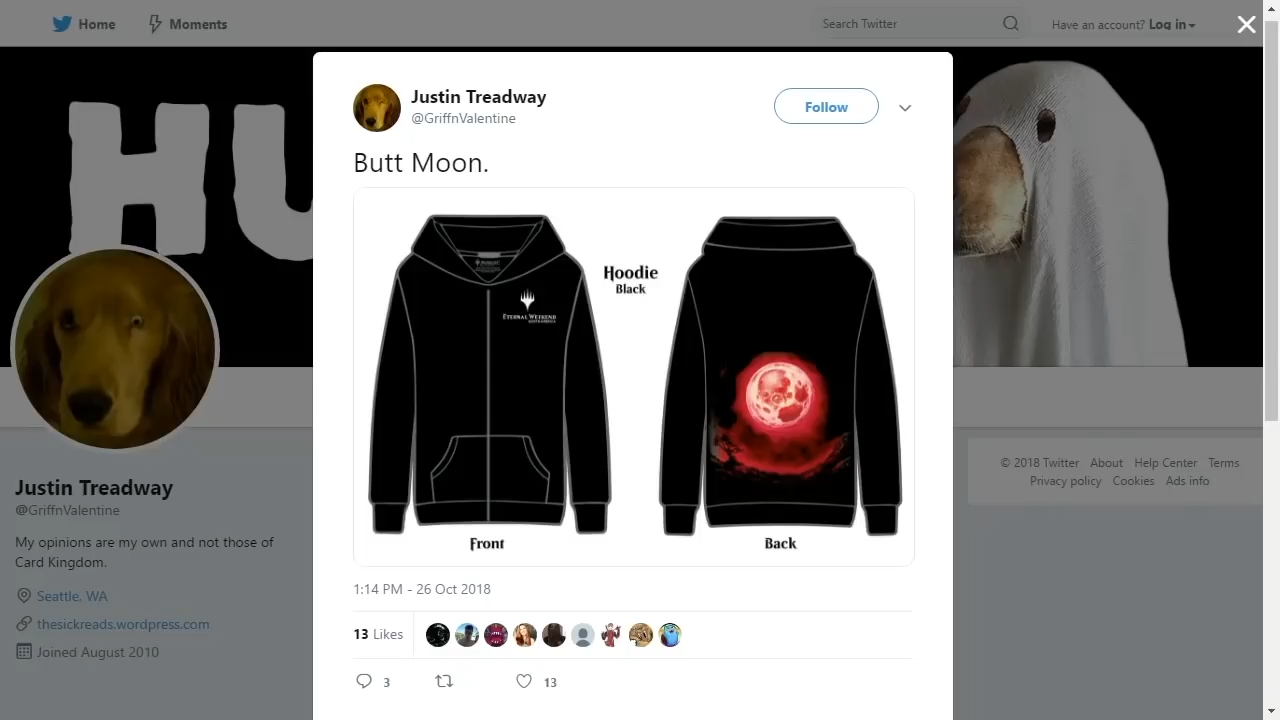 Home
Moments
Search Twitter
Have an account? Log in
HU
Justin Treadway
@GriffnValentine
Follow
Butt Moon.
Hoodie
Black
ETERNAL WEEKEND
Front
Back
1:14 PM - 26 Oct 2018
13 Likes
3
13
Justin Treadway
@GriffnValentine
My opinions are my own and not those of
Card Kingdom.
Seattle, WA
thesickreads.wordpress.com
Joined August 2010
© 2018 Twitter About Help Center Terms
Privacy policy Cookies Ads info